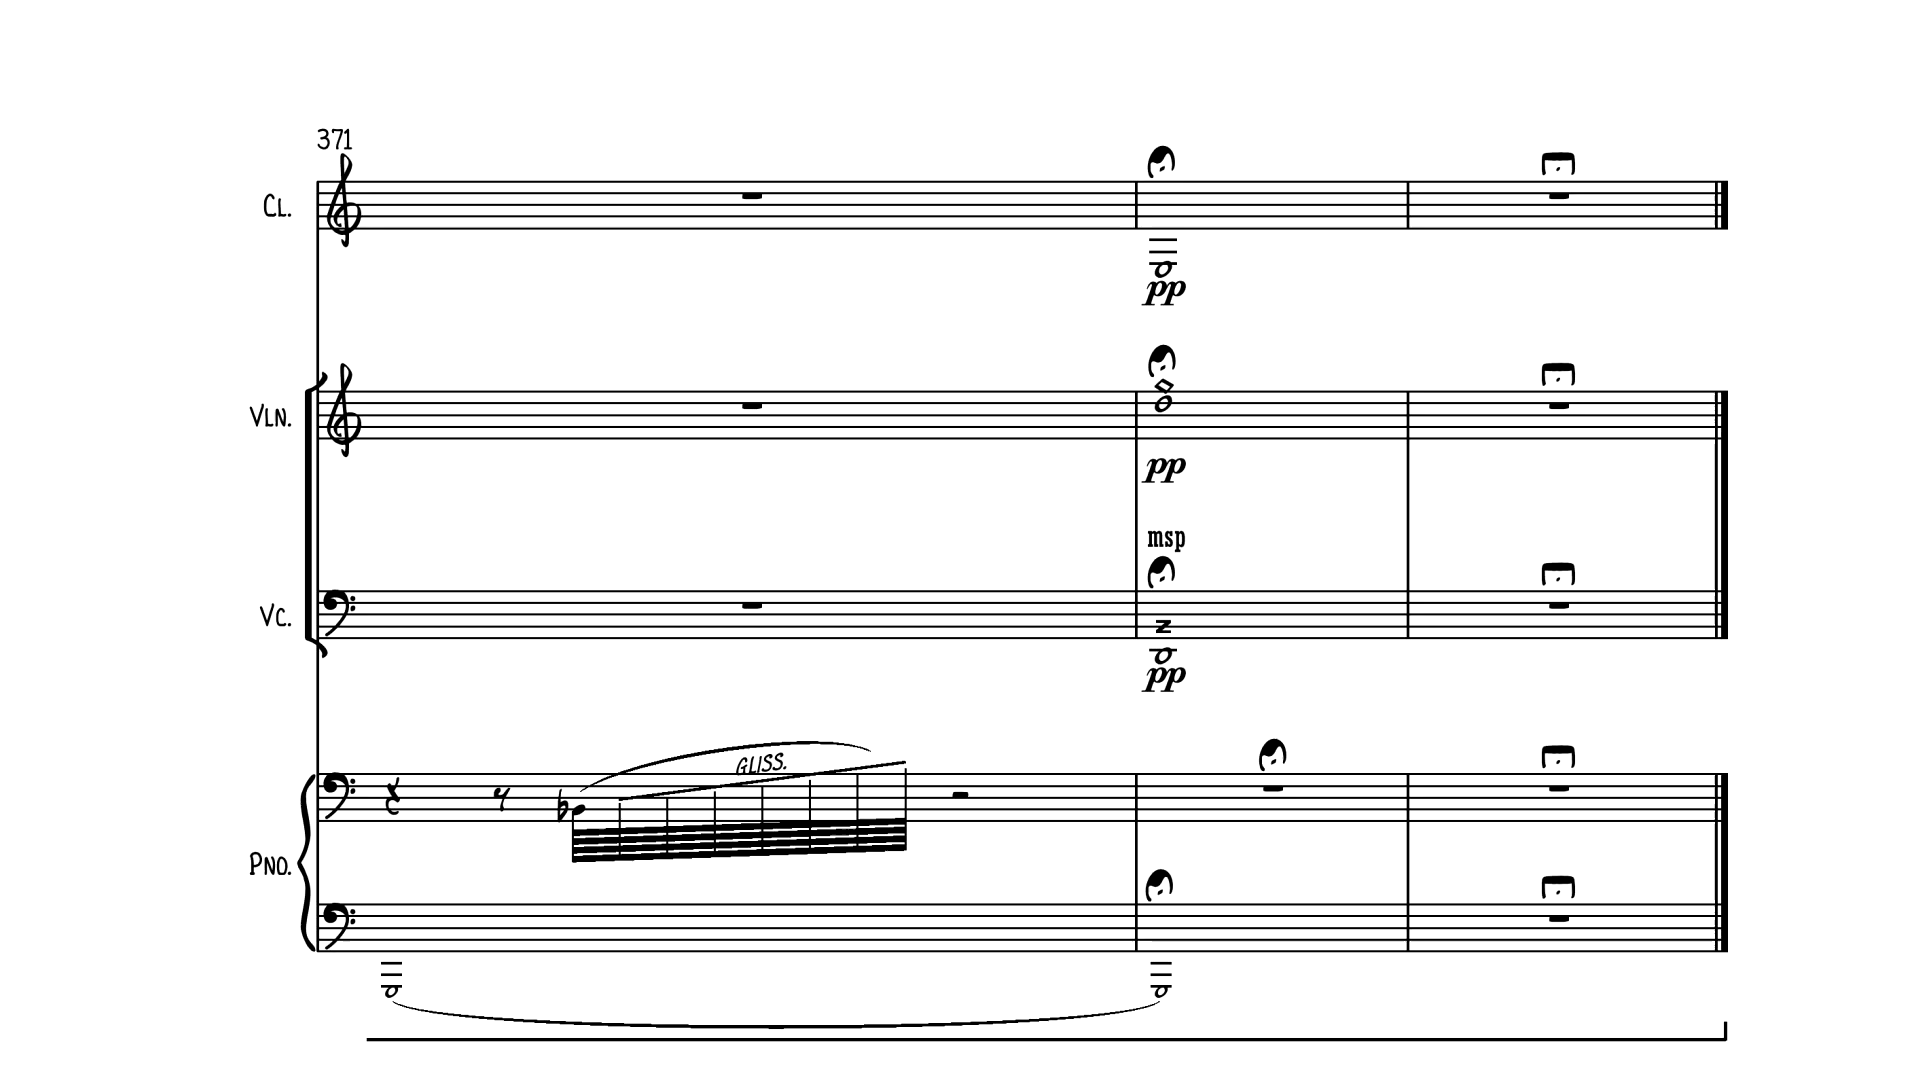 371
CL.
pp
VLN.
pp
msp
VC.
pp
GLISS.
PNO.